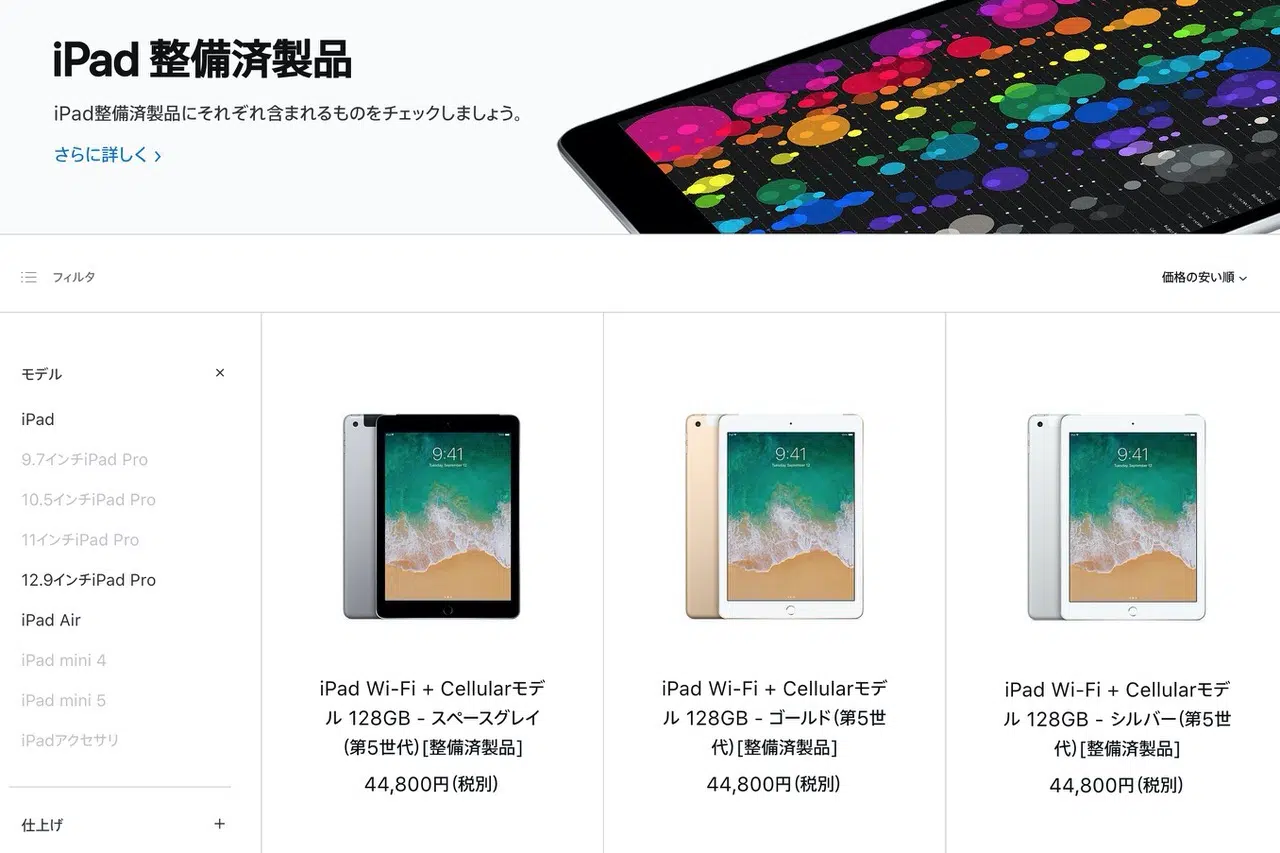 iPad 整備済製品
iPad整備済製品にそれぞれ含まれるものをチェックしましょう。
さらに詳しく ›
フィルタ
価格の安い順
モデル
iPad
9.7インチiPad Pro
10.5インチiPad Pro
11インチiPad Pro
12.9インチiPad Pro
iPad Air
iPad mini 4
iPad mini 5
iPadアクセサリ
仕上げ
9:41
Tuesday, September 12
iPad Wi-Fi + Cellularモデ
ル 128GB - スペースグレイ
(第5世代) [整備済製品]
44,800円 (税別)
9:41
Tuesday, September 12
iPad Wi-Fi + Cellularモデ
ル 128GB - ゴールド (第5世
代) [整備済製品]
44,800円 (税別)
9:41
Tuesday, September 12
iPad Wi-Fi + Cellularモデ
ル 128GB - シルバー (第5世
代) [整備済製品]
44,800円 (税別)